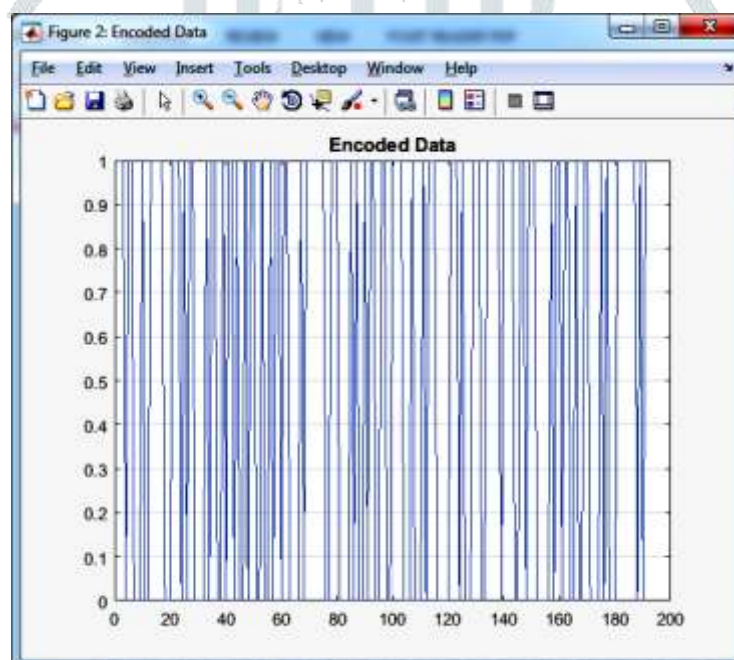 Figure 2: Encoded Data
File Edit View Insert Tools Desktop Window Help
Encoded Data
1
0.9
0.8
0.7
0.6
0.5
0.4
0.3
0.2
0.1
0
0 20 40 60 80 100 120 140 160 180 200